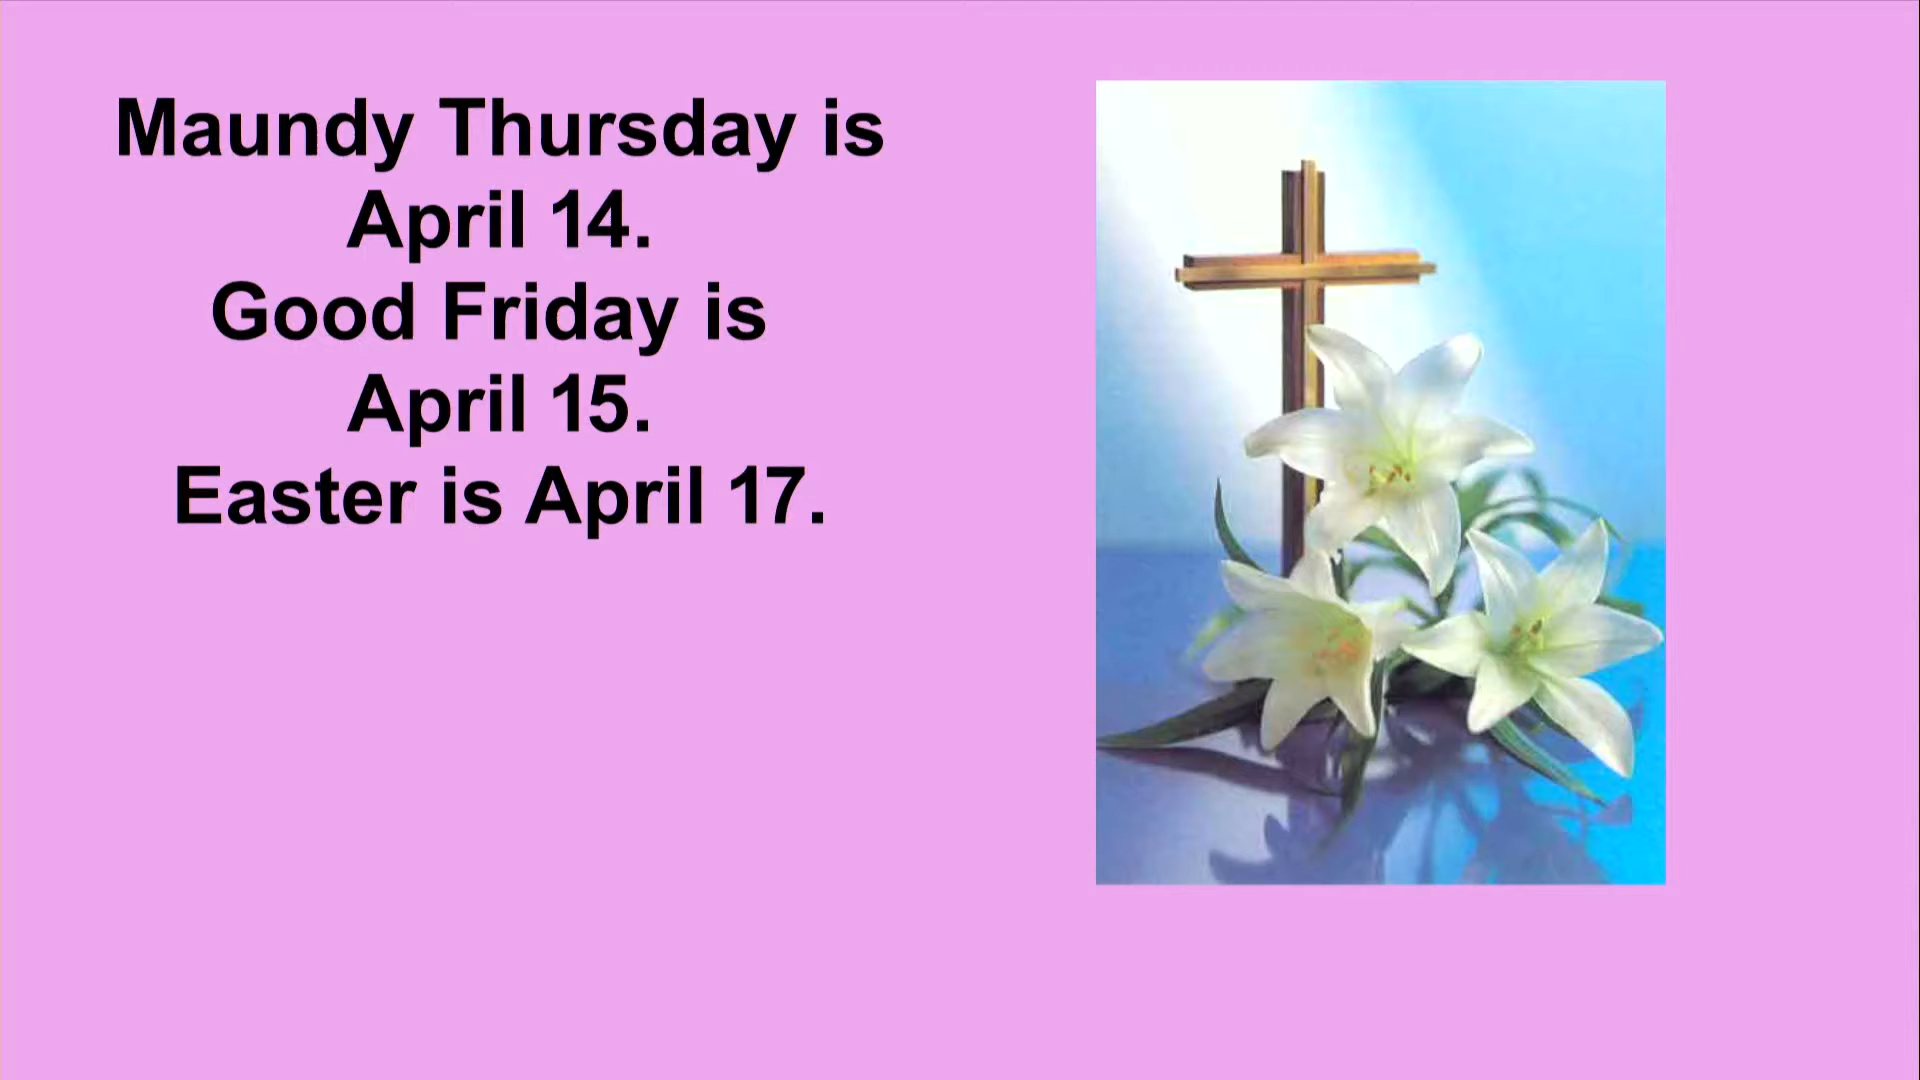 Maundy Thursday is
April 14.
Good Friday is
April 15.
Easter is April 17.